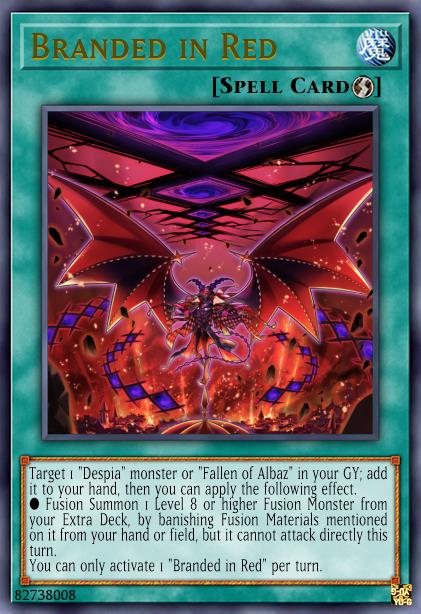 Branded in Red
魔
[Spell Card]
Target 1 "Despia" monster or "Fallen of Albaz" in your GY; add
it to your hand, then you can apply the following effect.
● Fusion Summon 1 Level 8 or higher Fusion Monster from
your Extra Deck, by banishing Fusion Materials mentioned
on it from your hand or field, but it cannot attack directly this
turn.
You can only activate 1 "Branded in Red" per turn.
82738008